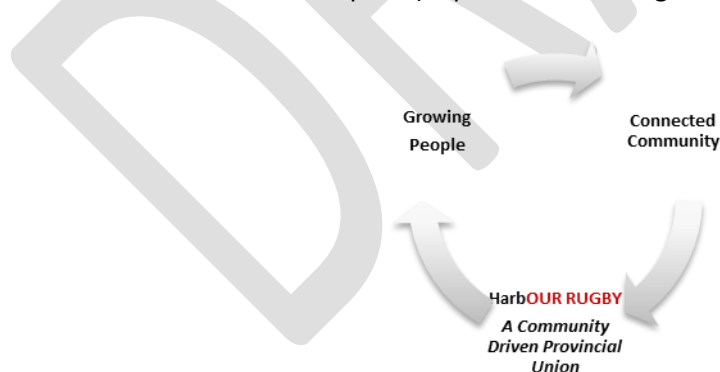 Growing
People
Connected
Community
HarbOUR RUGBY
A Community
Driven Provincial
Union